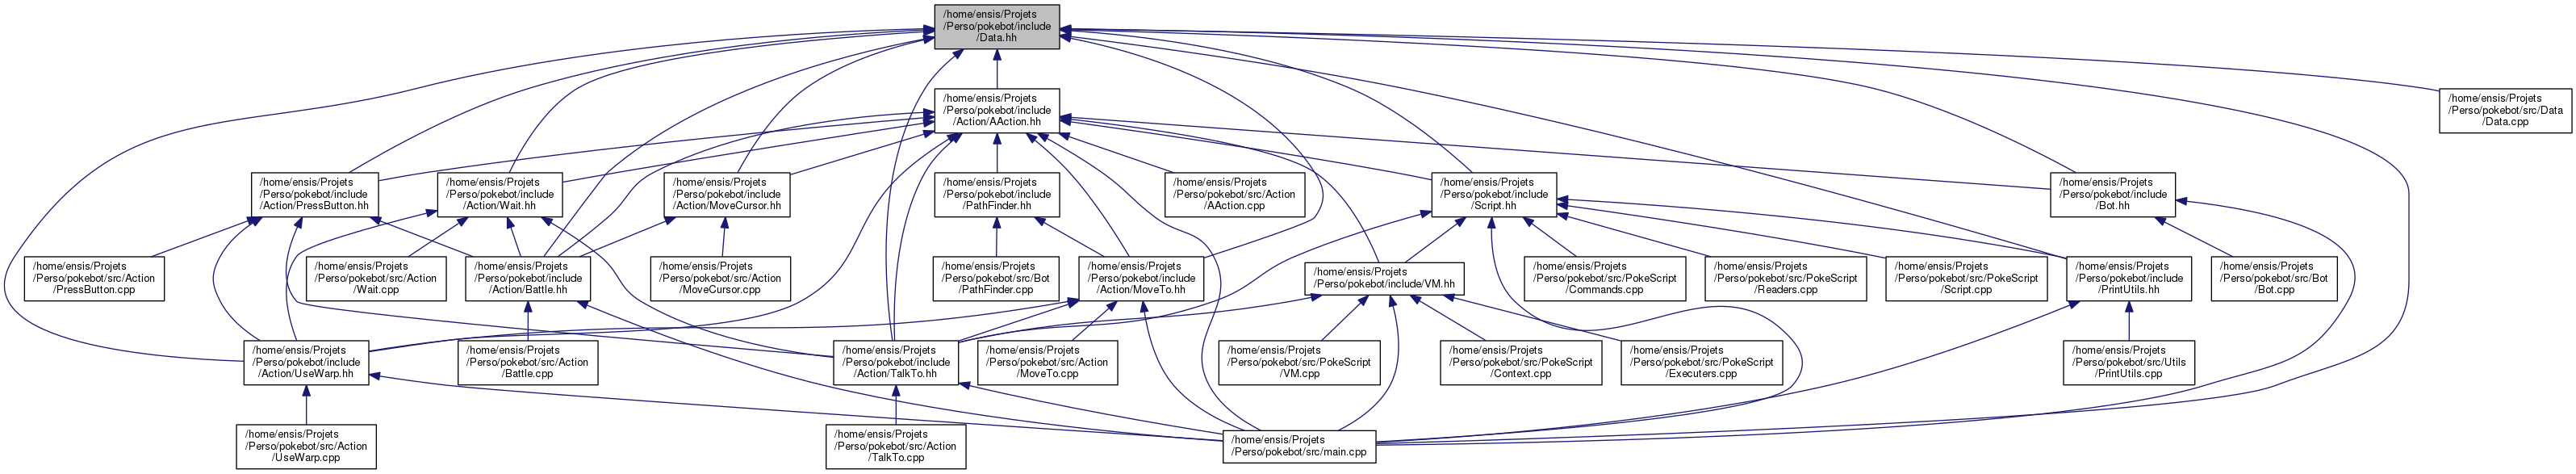 /home/ensis/Projets
/Perso/pokebot/include
/Data.hh
/home/ensis/Projets
/Perso/pokebot/include
/Action/AAction.hh
/home/ensis/Projets
/Perso/pokebot/src/Data
/Data.cpp
/home/ensis/Projets
/Perso/pokebot/include
/Action/PressButton.hh
/home/ensis/Projets
/Perso/pokebot/include
/Action/Wait.hh
/home/ensis/Projets
/Perso/pokebot/include
/Action/MoveCursor.hh
/home/ensis/Projets
/Perso/pokebot/include
/PathFinder.hh
/home/ensis/Projets
/Perso/pokebot/src/Action
/AAction.cpp
/home/ensis/Projets
/Perso/pokebot/include
/Script.hh
/home/ensis/Projets
/Perso/pokebot/include
/Bot.hh
/home/ensis/Projets
/Perso/pokebot/src/Action
/PressButton.cpp
/home/ensis/Projets
/Perso/pokebot/src/Action
/Wait.cpp
/home/ensis/Projets
/Perso/pokebot/include
/Action/Battle.hh
/home/ensis/Projets
/Perso/pokebot/src/Action
/MoveCursor.cpp
/home/ensis/Projets
/Perso/pokebot/src/Bot
/PathFinder.cpp
/home/ensis/Projets
/Perso/pokebot/include
/Action/MoveTo.hh
/home/ensis/Projets
/Perso/pokebot/include/VM.hh
/home/ensis/Projets
/Perso/pokebot/src/PokeScript
/Commands.cpp
/home/ensis/Projets
/Perso/pokebot/src/PokeScript
/Readers.cpp
/home/ensis/Projets
/Perso/pokebot/src/PokeScript
/Script.cpp
/home/ensis/Projets
/Perso/pokebot/include
/PrintUtils.hh
/home/ensis/Projets
/Perso/pokebot/src/Bot
/Bot.cpp
/home/ensis/Projets
/Perso/pokebot/include
/Action/UseWarp.hh
/home/ensis/Projets
/Perso/pokebot/src/Action
/Battle.cpp
/home/ensis/Projets
/Perso/pokebot/include
/Action/TalkTo.hh
/home/ensis/Projets
/Perso/pokebot/src/Action
/MoveTo.cpp
/home/ensis/Projets
/Perso/pokebot/src/PokeScript
/VM.cpp
/home/ensis/Projets
/Perso/pokebot/src/PokeScript
/Context.cpp
/home/ensis/Projets
/Perso/pokebot/src/PokeScript
/Executers.cpp
/home/ensis/Projets
/Perso/pokebot/src/Utils
/PrintUtils.cpp
/home/ensis/Projets
/Perso/pokebot/src/Action
/UseWarp.cpp
/home/ensis/Projets
/Perso/pokebot/src/Action
/TalkTo.cpp
/home/ensis/Projets
/Perso/pokebot/src/main.cpp